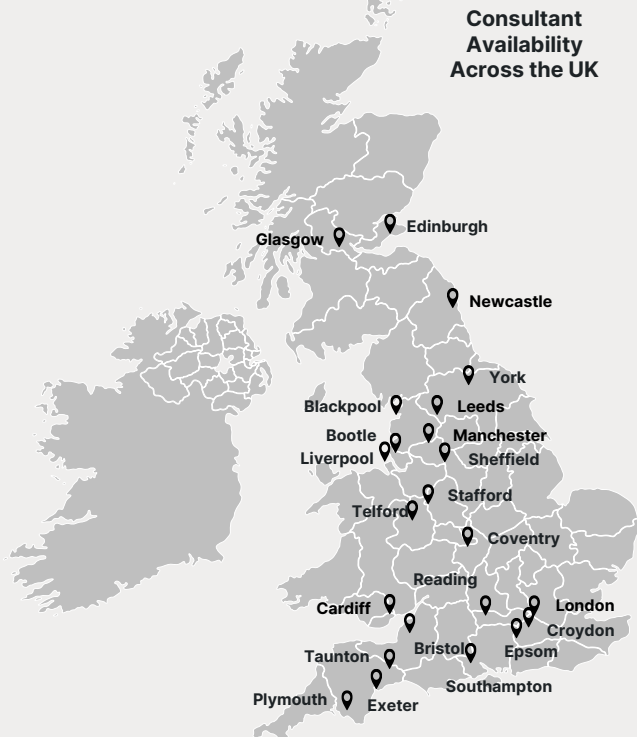 Consultant
Availability
Across the UK
Edinburgh
Glasgow
Newcastle
York
Blackpool
Leeds
Bootle
Manchester
Liverpool
Sheffield
Stafford
Telford
Coventry
Reading
Cardiff
London
Croydon
Bristol
Epsom
Taunton
Southampton
Plymouth
Exeter